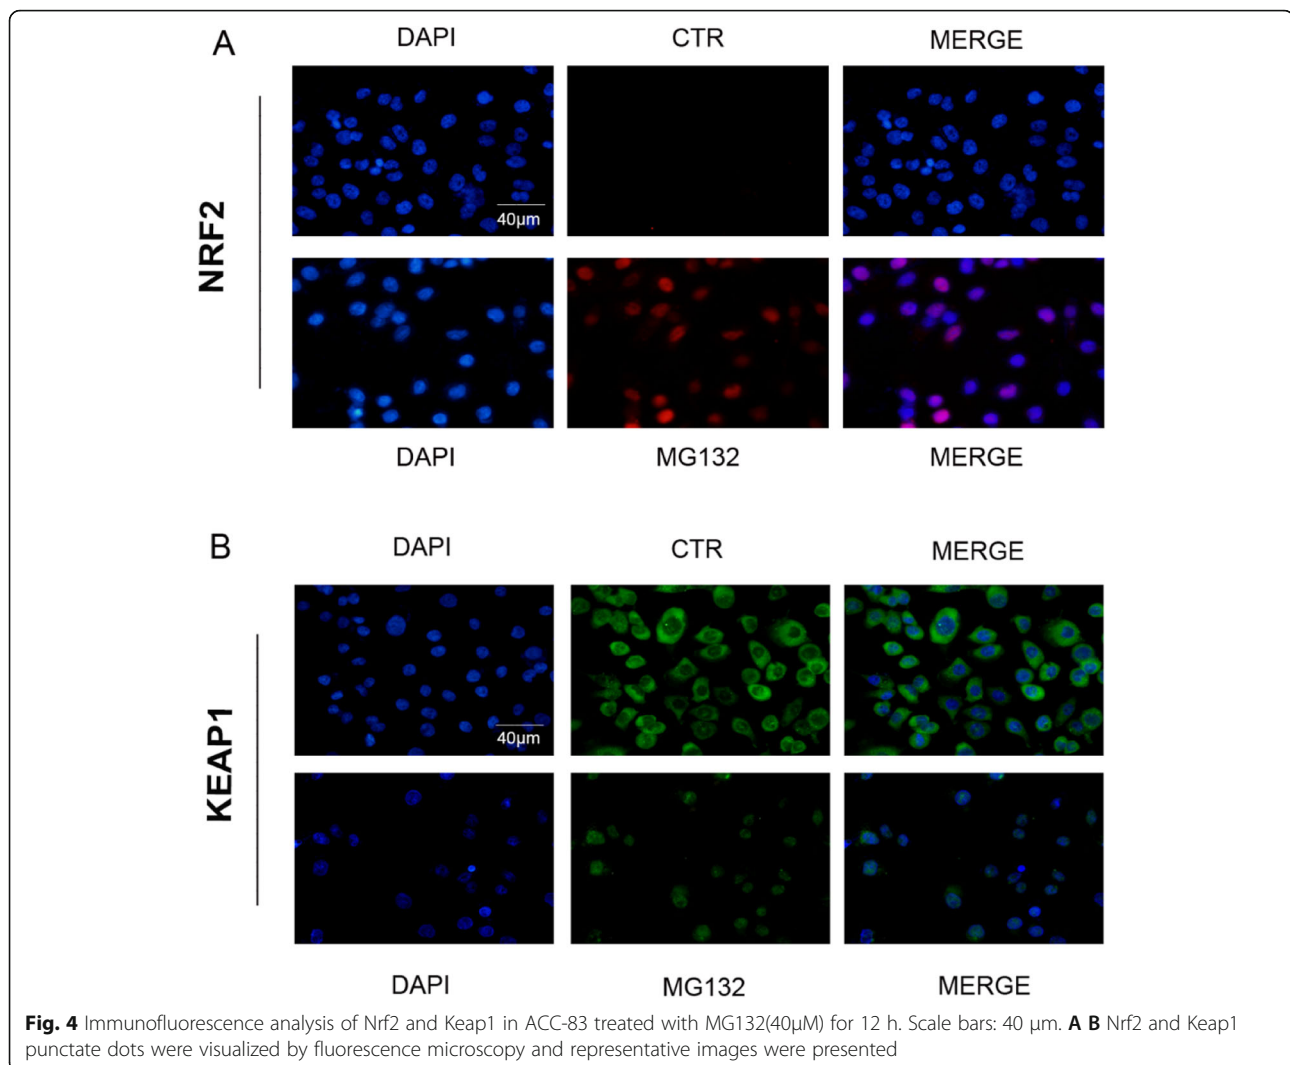 A
DAPI CTR MERGE
NRF2
40µm
DAPI MG132 MERGE
B
DAPI CTR MERGE
KEAP1
40µm
DAPI MG132 MERGE
Fig. 4 Immunofluorescence analysis of Nrf2 and Keap1 in ACC-83 treated with MG132(40µM) for 12 h. Scale bars: 40 µm. A B Nrf2 and Keap1
punctate dots were visualized by fluorescence microscopy and representative images were presented